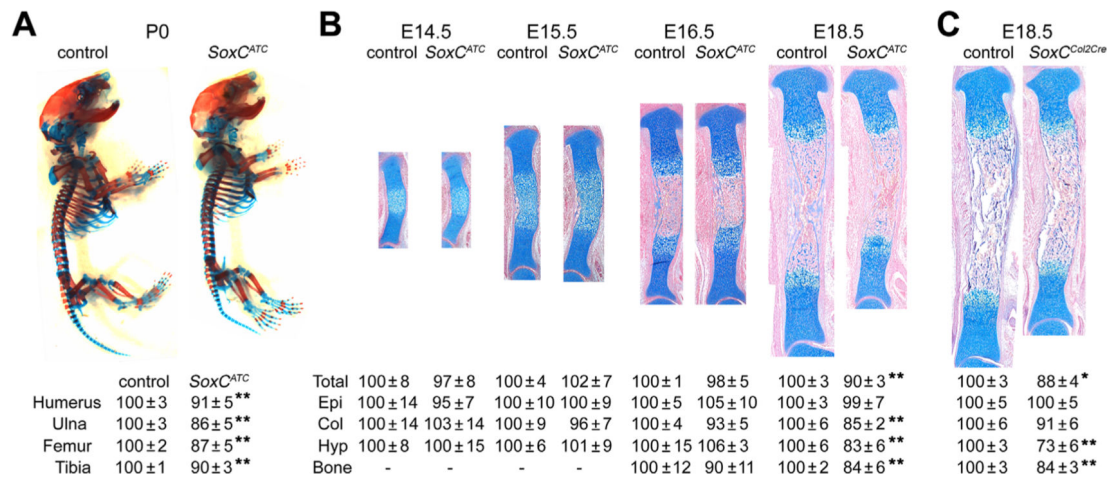 A B C
P0 E14.5 E15.5 E16.5 E18.5 E18.5
control SoxC^ATC control SoxC^ATC control SoxC^ATC control SoxC^ATC control SoxC^ATC control SoxC^Col2Cre
control SoxC^ATC
Humerus 100±3 91±5**
Ulna 100±3 86±5**
Femur 100±2 87±5**
Tibia 100±1 90±3**
Total 100±8 97±8 100±4 102±7 100±1 98±5 100±3 90±3** 100±3 88±4*
Epi 100±14 95±7 100±10 100±9 100±5 105±10 100±3 99±7 100±5 100±5
Col 100±14 103±14 100±9 96±7 100±4 93±5 100±6 85±2** 100±6 91±6
Hyp 100±8 100±15 100±6 101±9 100±15 106±3 100±6 83±6** 100±3 73±6**
Bone - - - - 100±12 90±11 100±2 84±6** 100±3 84±3**